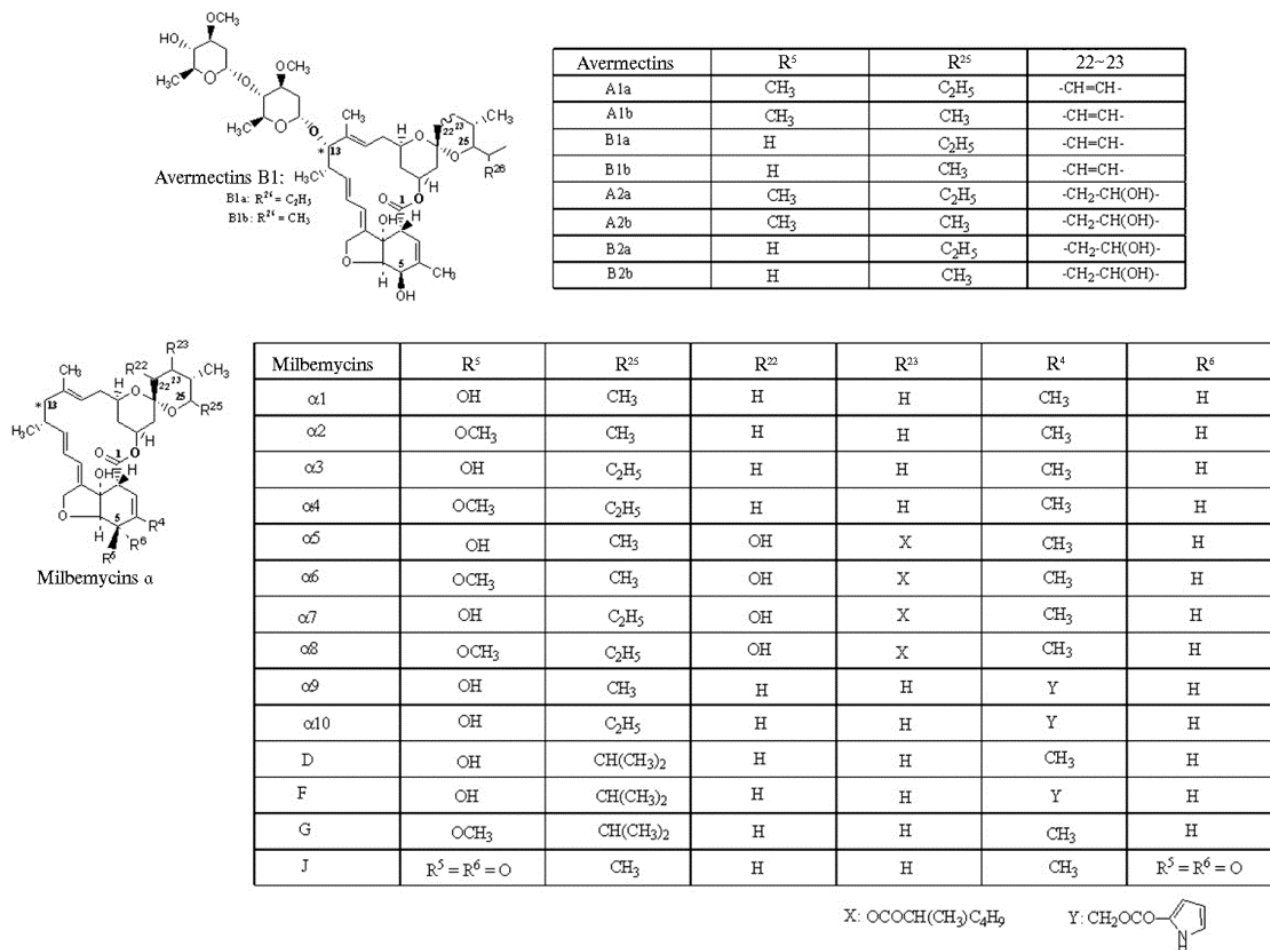 OCH₃
HO
O
OCH₃
H₃C
O
O
H₃C
O
O
CH₃
H
O
22
23
CH₃
*
13
25
O
R²⁶
H₃C
O
Avermectins B1:
B1a: R²⁶ = C₂H₅
B1b: R²⁶ = CH₃
O
1
H
OH
H
O
H
5
CH₃
OH
Avermectins R⁵ R²⁵ 22~23
A1a CH₃ C₂H₅ -CH=CH-
A1b CH₃ CH₃ -CH=CH-
B1a H C₂H₅ -CH=CH-
B1b H CH₃ -CH=CH-
A2a CH₃ C₂H₅ -CH₂-CH(OH)-
A2b CH₃ CH₃ -CH₂-CH(OH)-
B2a H C₂H₅ -CH₂-CH(OH)-
B2b H CH₃ -CH₂-CH(OH)-
R²³
R²²
CH₃
CH₃
H
O
22
23
*
13
25
O
R²⁵
H₃C
O
1
O
H
OH
H
O
H
5
R⁴
R⁶
R⁶
Milbemycins α
Milbemycins R⁵ R²⁵ R²² R²³ R⁴ R⁶
α1 OH CH₃ H H CH₃ H
α2 OCH₃ CH₃ H H CH₃ H
α3 OH C₂H₅ H H CH₃ H
α4 OCH₃ C₂H₅ H H CH₃ H
α5 OH CH₃ OH X CH₃ H
α6 OCH₃ CH₃ OH X CH₃ H
α7 OH C₂H₅ OH X CH₃ H
α8 OCH₃ C₂H₅ OH X CH₃ H
α9 OH CH₃ H H Y H
α10 OH C₂H₅ H H Y H
D OH CH(CH₃)₂ H H CH₃ H
F OH CH(CH₃)₂ H H Y H
G OCH₃ CH(CH₃)₂ H H CH₃ H
J R⁵ = R⁶ = O CH₃ H H CH₃ R⁵ = R⁶ = O
X: OCOCH(CH₃)C₄H₉ Y: CH₂OCO
N
H